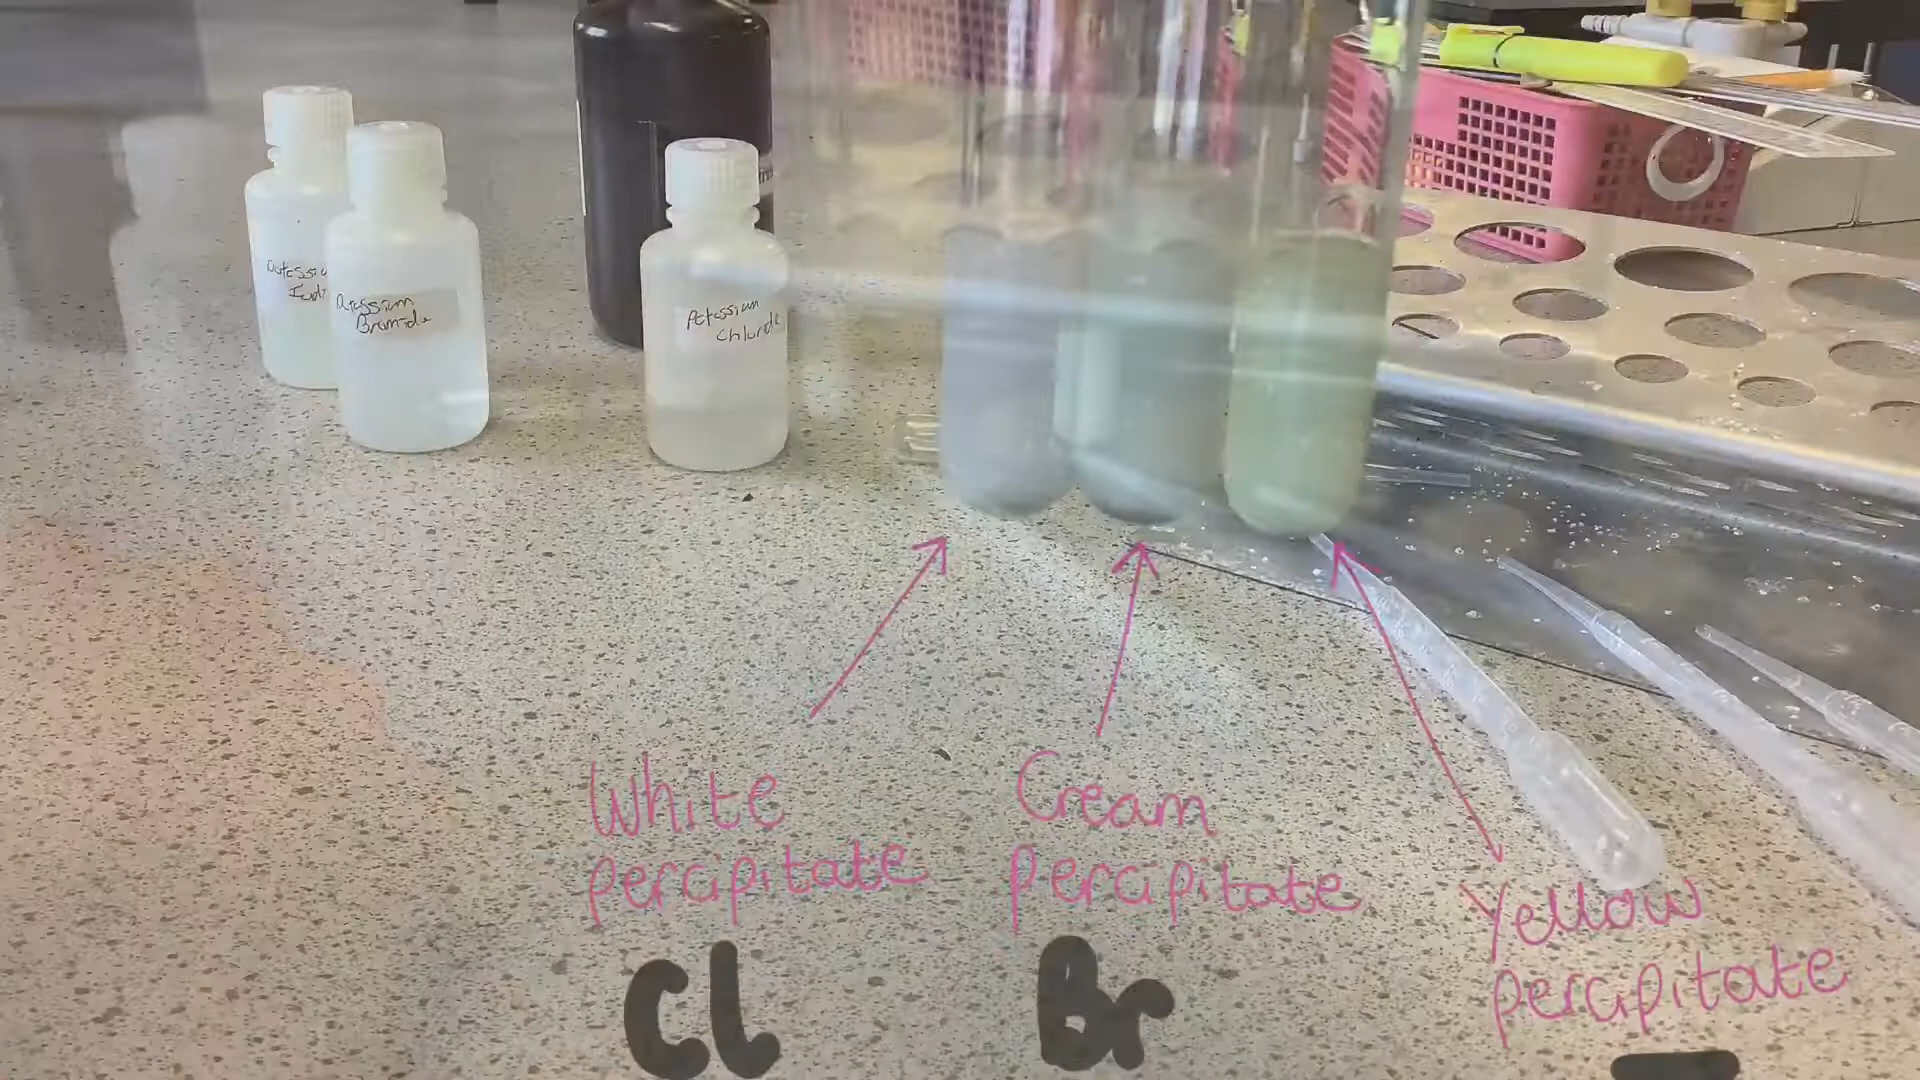 Potassium
Bromide
Potassium
Chloride
White
percipitate
Cream
percipitate
Yellow
percipitate
Cl
Br